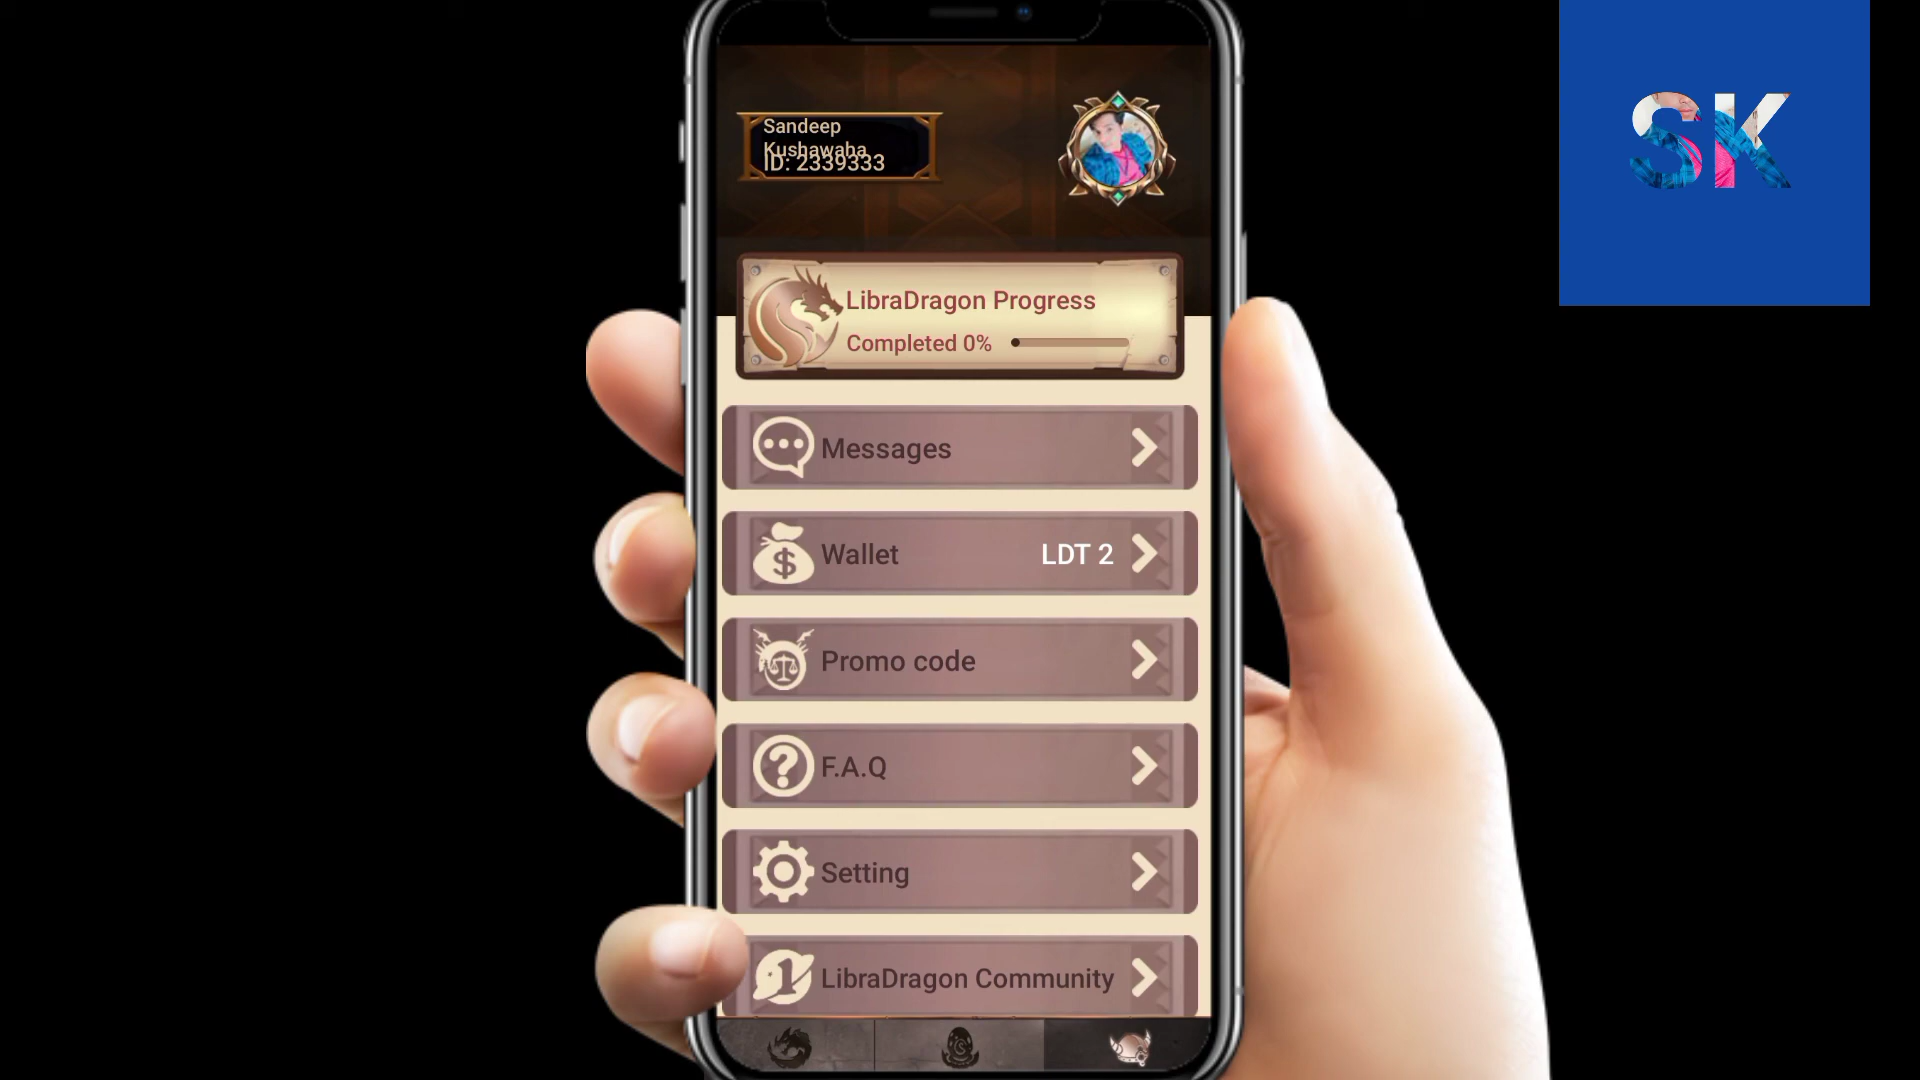 Sandeep
Kushawaha
ID: 2339333
SK
LibraDragon Progress
Completed 0%
Messages
Wallet LDT 2
Promo code
F.A.Q
Setting
LibraDragon Community